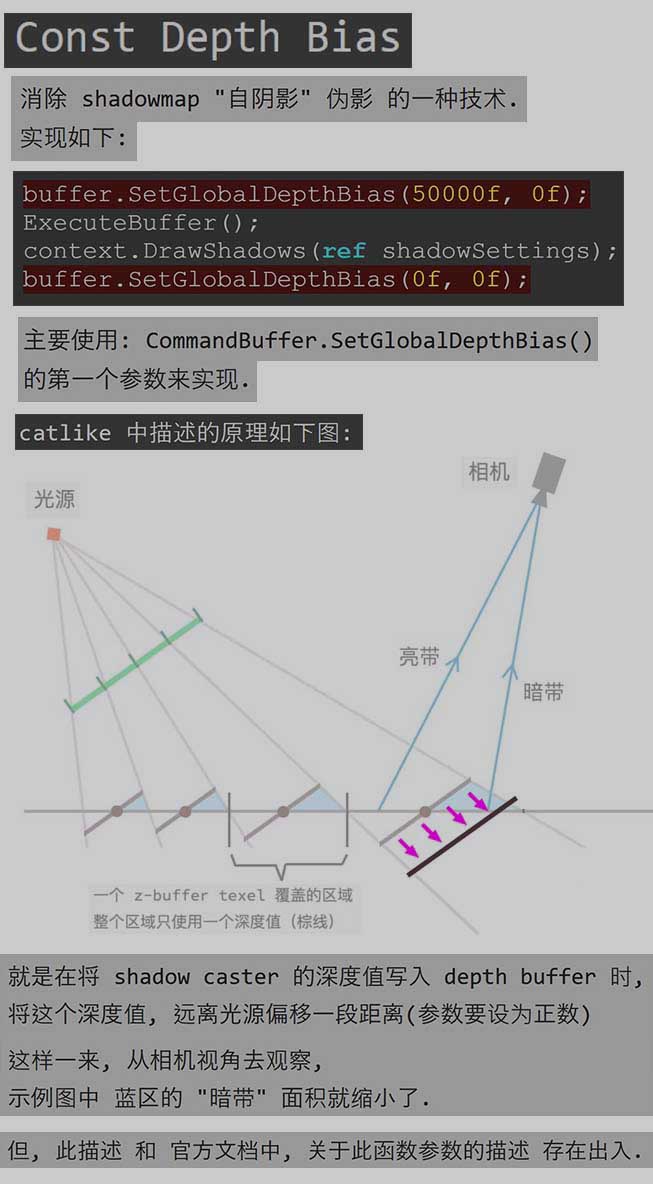 Const Depth Bias
消除 shadowmap "自阴影" 伪影 的一种技术.
实现如下:
buffer.SetGlobalDepthBias(50000f, 0f);
ExecuteBuffer();
context.DrawShadows(ref shadowSettings);
buffer.SetGlobalDepthBias(0f, 0f);
主要使用: CommandBuffer.SetGlobalDepthBias()
的第一个参数来实现.
catlike 中描述的原理如下图:
相机
光源
亮带
暗带
一个 z-buffer texel 覆盖的区域
整个区域只使用一个深度值 (棕线)
就是在将 shadow caster 的深度值写入 depth buffer 时,
将这个深度值, 远离光源偏移一段距离(参数要设为正数)
这样一来, 从相机视角去观察,
示例图中 蓝区的 "暗带" 面积就缩小了.
但, 此描述 和 官方文档中, 关于此函数参数的描述 存在出入.